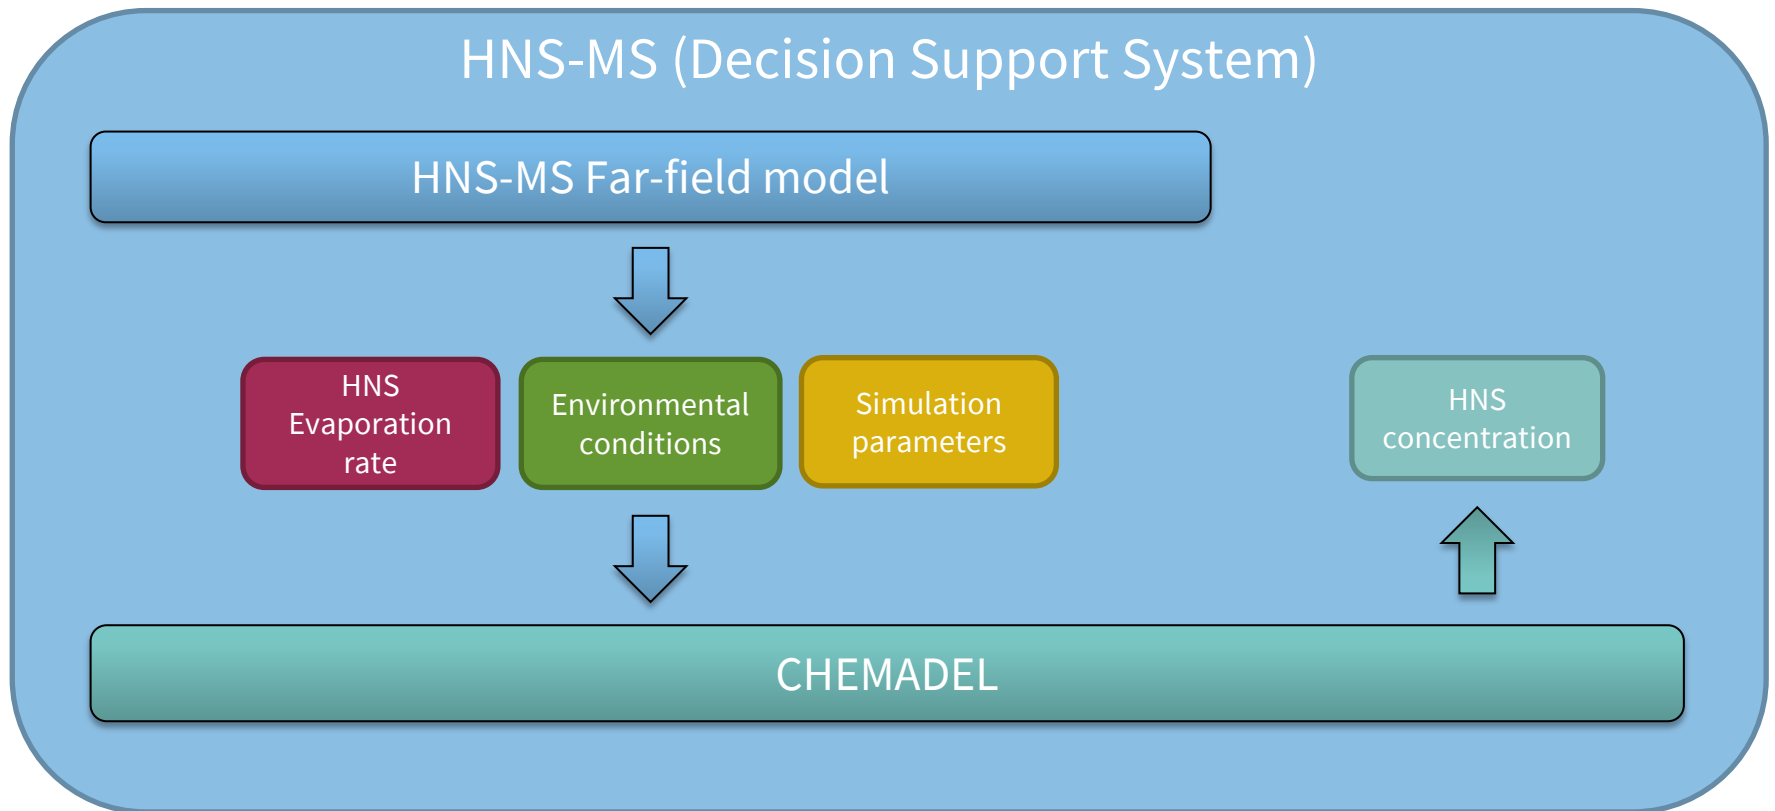 HNS-MS (Decision Support System)
HNS-MS Far-field model
HNS
Evaporation
rate
Environmental
conditions
Simulation
parameters
HNS
concentration
CHEMADEL